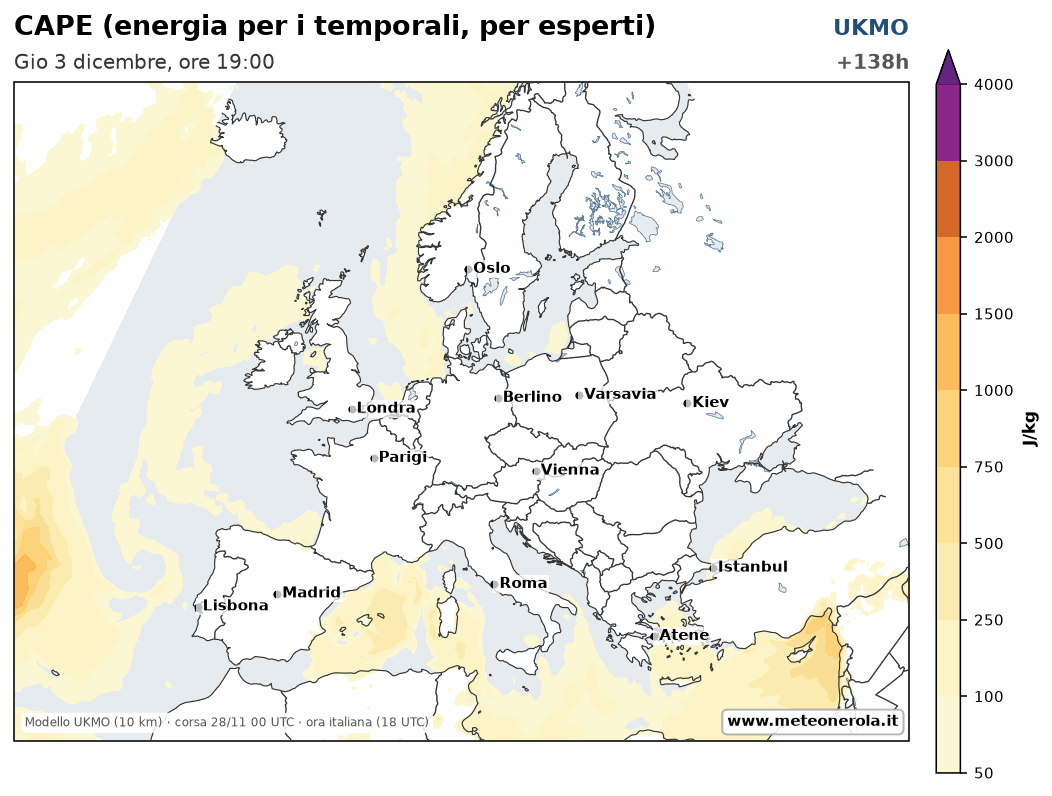 CAPE (energia per i temporali, per esperti)
UKMO
Gio 3 dicembre, ore 19:00
+138h
4000
3000
2000
1500
1000
750
500
250
100
50
J/kg
Oslo
Londra
Berlino
Varsavia
Kiev
Parigi
Vienna
Istanbul
Roma
Madrid
Lisbona
Atene
Modello UKMO (10 km) · corsa 28/11 00 UTC · ora italiana (18 UTC)
www.meteonerola.it